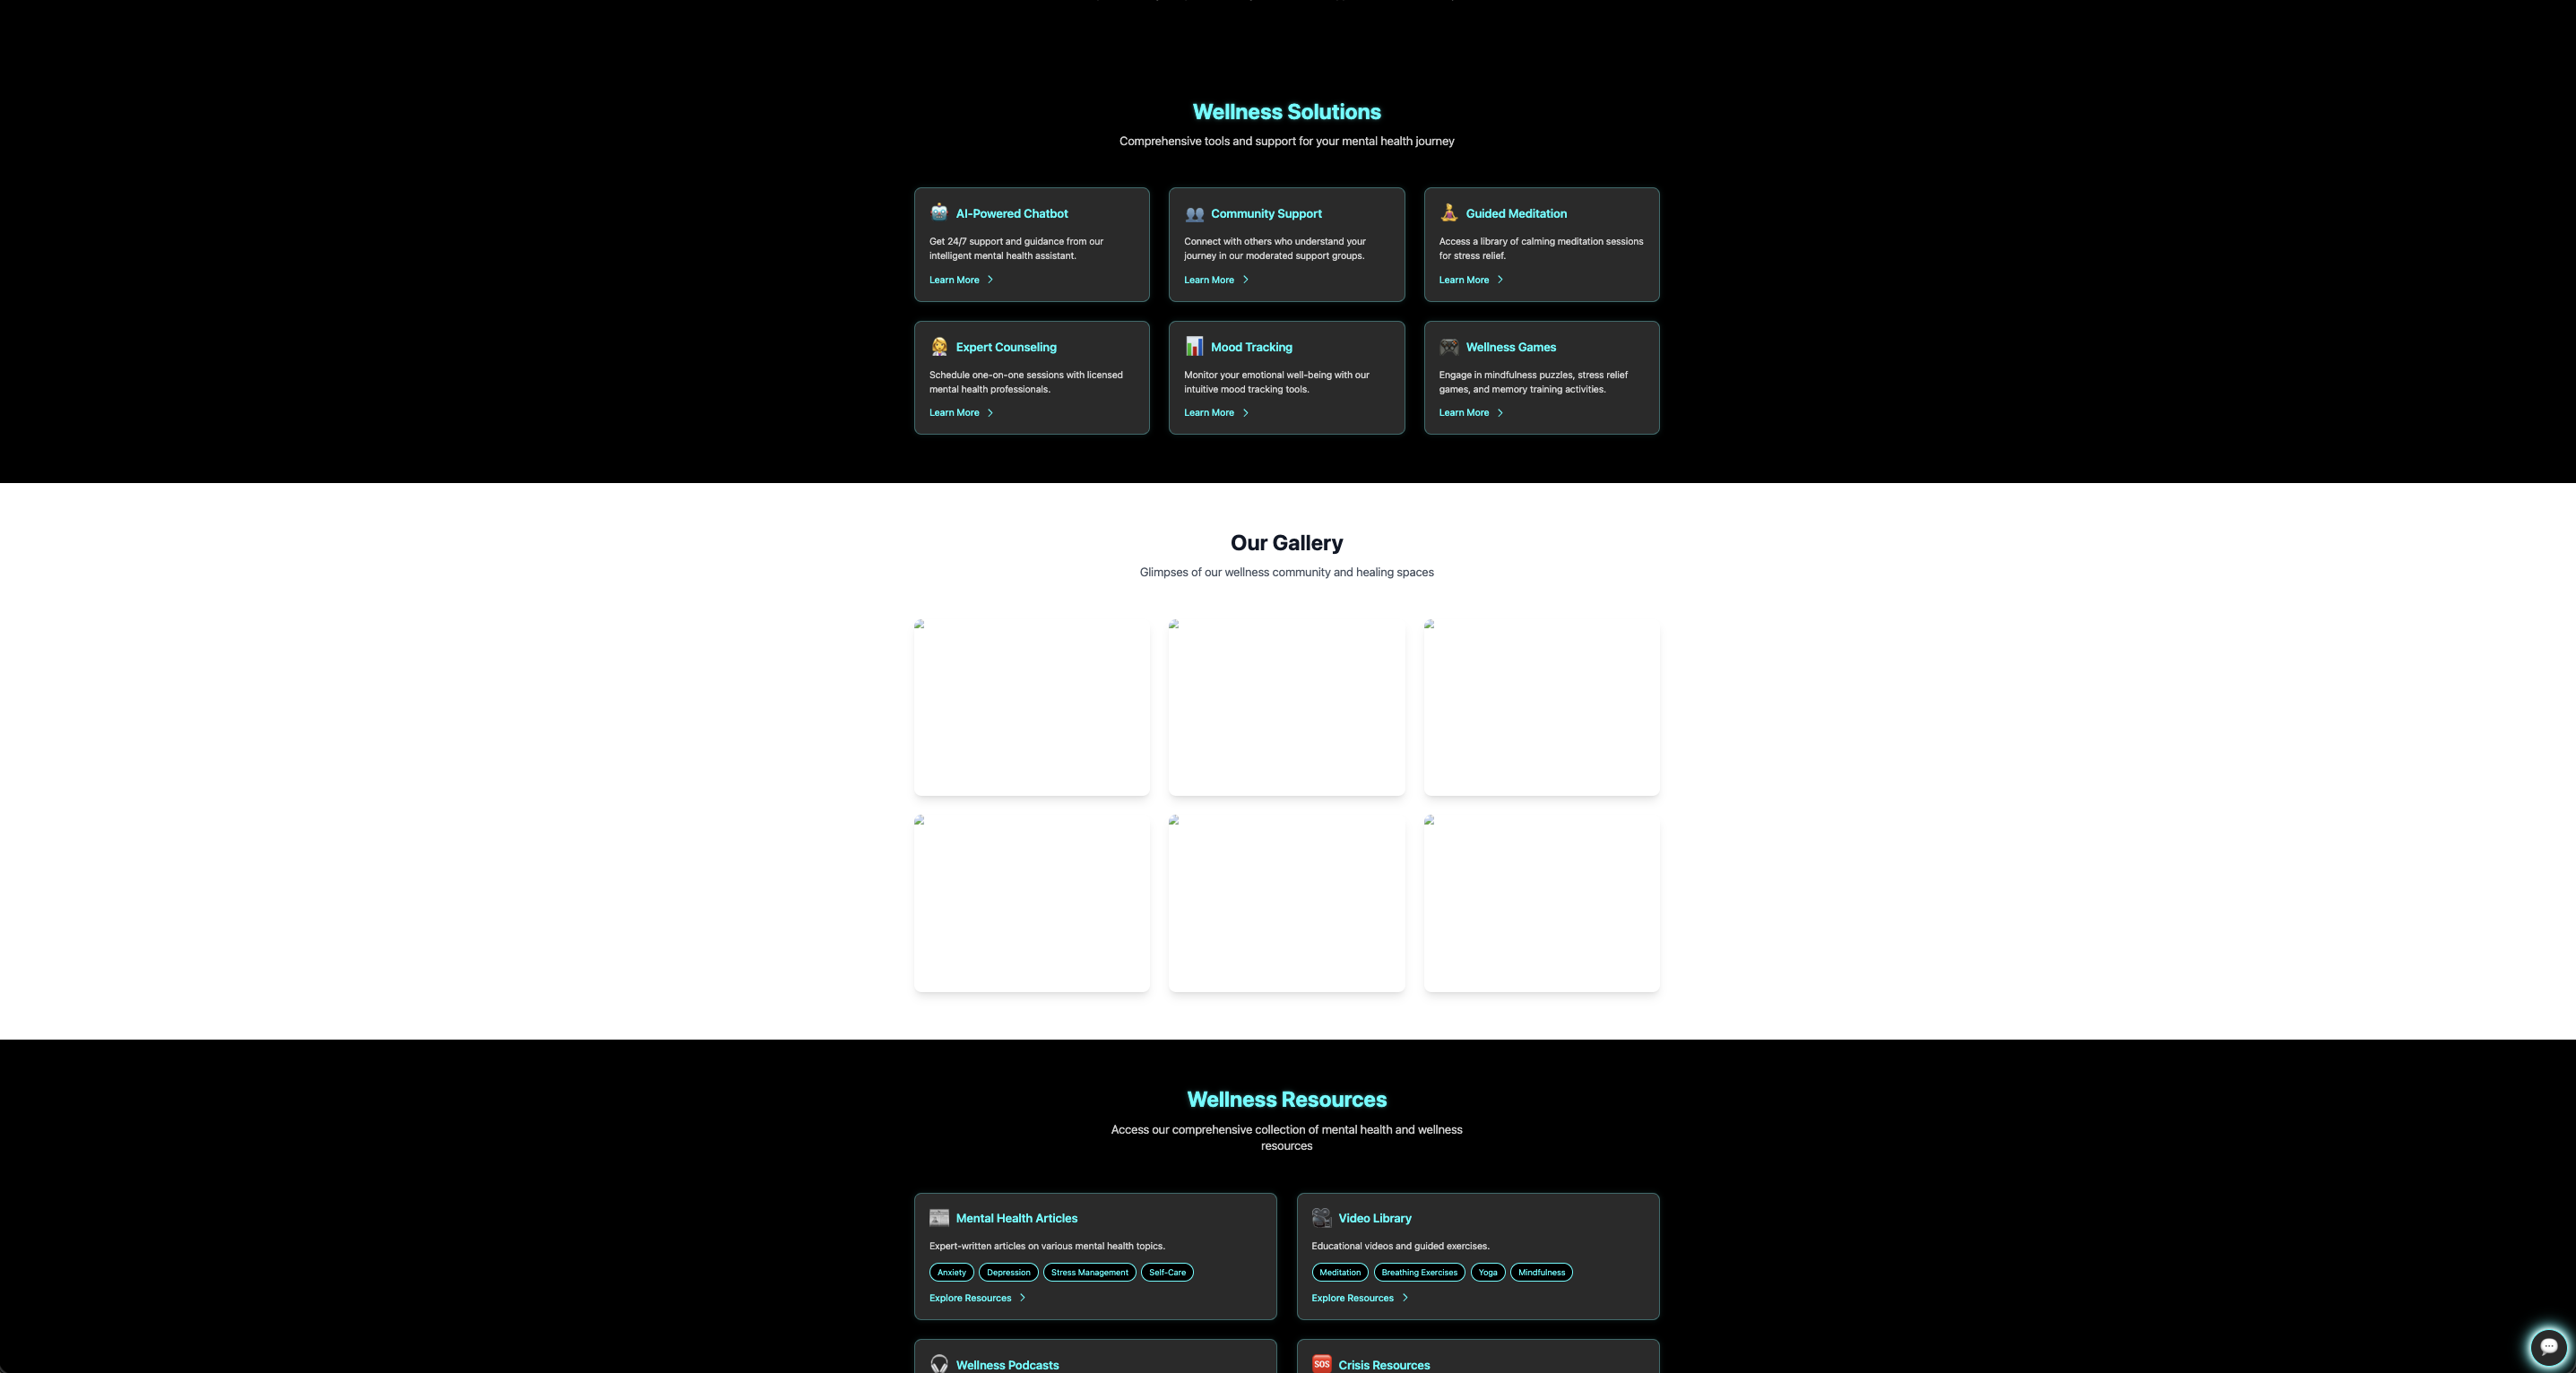 Wellness Solutions
Comprehensive tools and support for your mental health journey
AI-Powered Chatbot
Get 24/7 support and guidance from our
intelligent mental health assistant.
Learn More
Community Support
Connect with others who understand your
journey in our moderated support groups.
Learn More
Guided Meditation
Access a library of calming meditation sessions
for stress relief.
Learn More
Expert Counseling
Schedule one-on-one sessions with licensed
mental health professionals.
Learn More
Mood Tracking
Monitor your emotional well-being with our
intuitive mood tracking tools.
Learn More
Wellness Games
Engage in mindfulness puzzles, stress relief
games, and memory training activities.
Learn More
Our Gallery
Glimpses of our wellness community and healing spaces
Wellness Resources
Access our comprehensive collection of mental health and wellness
resources
Mental Health Articles
Expert-written articles on various mental health topics.
Anxiety Depression Stress Management Self-Care
Explore Resources
Video Library
Educational videos and guided exercises.
Meditation Breathing Exercises Yoga Mindfulness
Explore Resources
Wellness Podcasts
SOS Crisis Resources